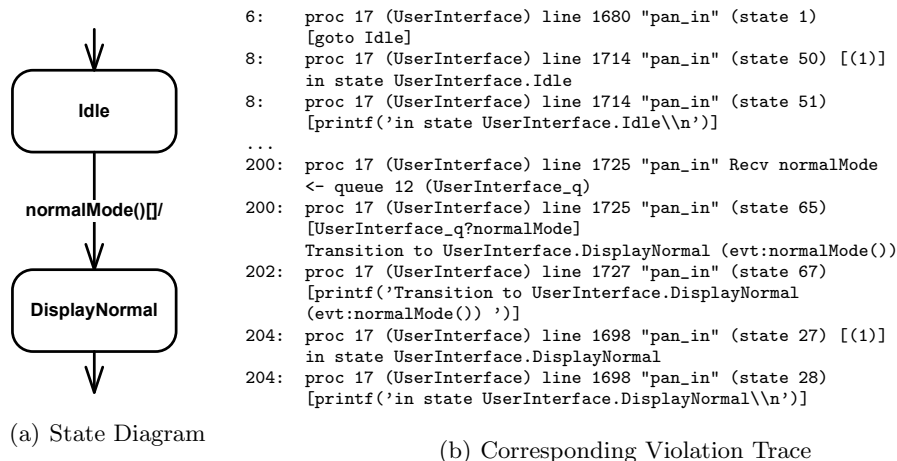 Idle
normalMode()[]/
DisplayNormal
(a) State Diagram
6: proc 17 (UserInterface) line 1680 "pan_in" (state 1)
[goto Idle]
8: proc 17 (UserInterface) line 1714 "pan_in" (state 50) [(1)]
in state UserInterface.Idle
8: proc 17 (UserInterface) line 1714 "pan_in" (state 51)
[printf('in state UserInterface.Idle\\n')]
...
200: proc 17 (UserInterface) line 1725 "pan_in" Recv normalMode
<- queue 12 (UserInterface_q)
200: proc 17 (UserInterface) line 1725 "pan_in" (state 65)
[UserInterface_q?normalMode]
Transition to UserInterface.DisplayNormal (evt:normalMode())
202: proc 17 (UserInterface) line 1727 "pan_in" (state 67)
[printf('Transition to UserInterface.DisplayNormal
(evt:normalMode()) ')]
204: proc 17 (UserInterface) line 1698 "pan_in" (state 27) [(1)]
in state UserInterface.DisplayNormal
204: proc 17 (UserInterface) line 1698 "pan_in" (state 28)
[printf('in state UserInterface.DisplayNormal\\n')]
(b) Corresponding Violation Trace